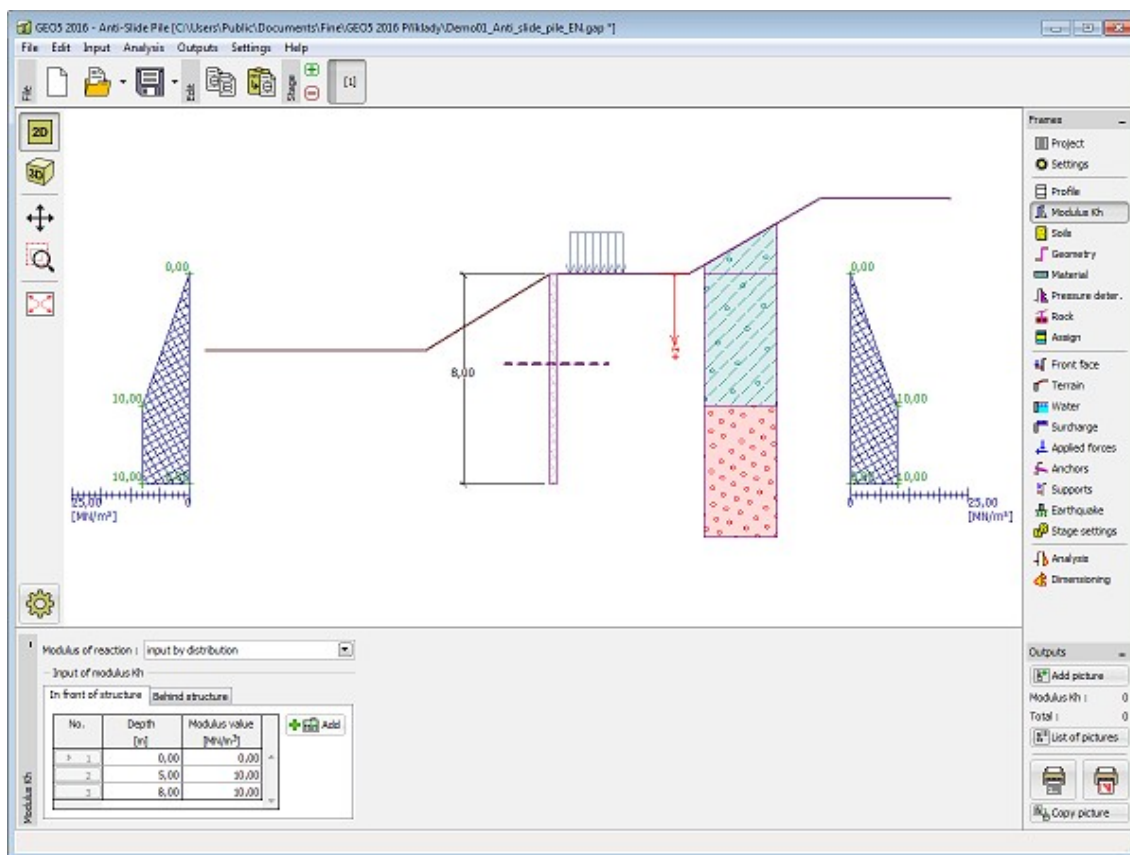 GEO5 2016 - Anti-Slide Pile [C:\Users\Public\Documents\Fine\GEO5 2016 Příklady\Demo01_Anti_slide_pile_EN.gap *]
File Edit Input Analysis Outputs Settings Help
File
Edit
Stage
[1]
2D
3D
0,00
10,00
10,00
25,00
0
[MN/m³]
8,00
+z
0,00
10,00
10,00
0
25,00
[MN/m³]
Frames
Project
Settings
Profile
Modulus Kh
Soils
Geometry
Material
Pressure deter.
Rock
Assign
Front face
Terrain
Water
Surcharge
Applied forces
Anchors
Supports
Earthquake
Stage settings
Analysis
Dimensioning
Modulus Kh
Modulus of reaction : input by distribution
Input of modulus Kh
In front of structure Behind structure
No. Depth Modulus value
[m] [MN/m³]
1 0,00 0,00
2 5,00 10,00
3 8,00 10,00
Add
Outputs
Add picture
Modulus Kh : 0
Total : 0
List of pictures
Copy picture